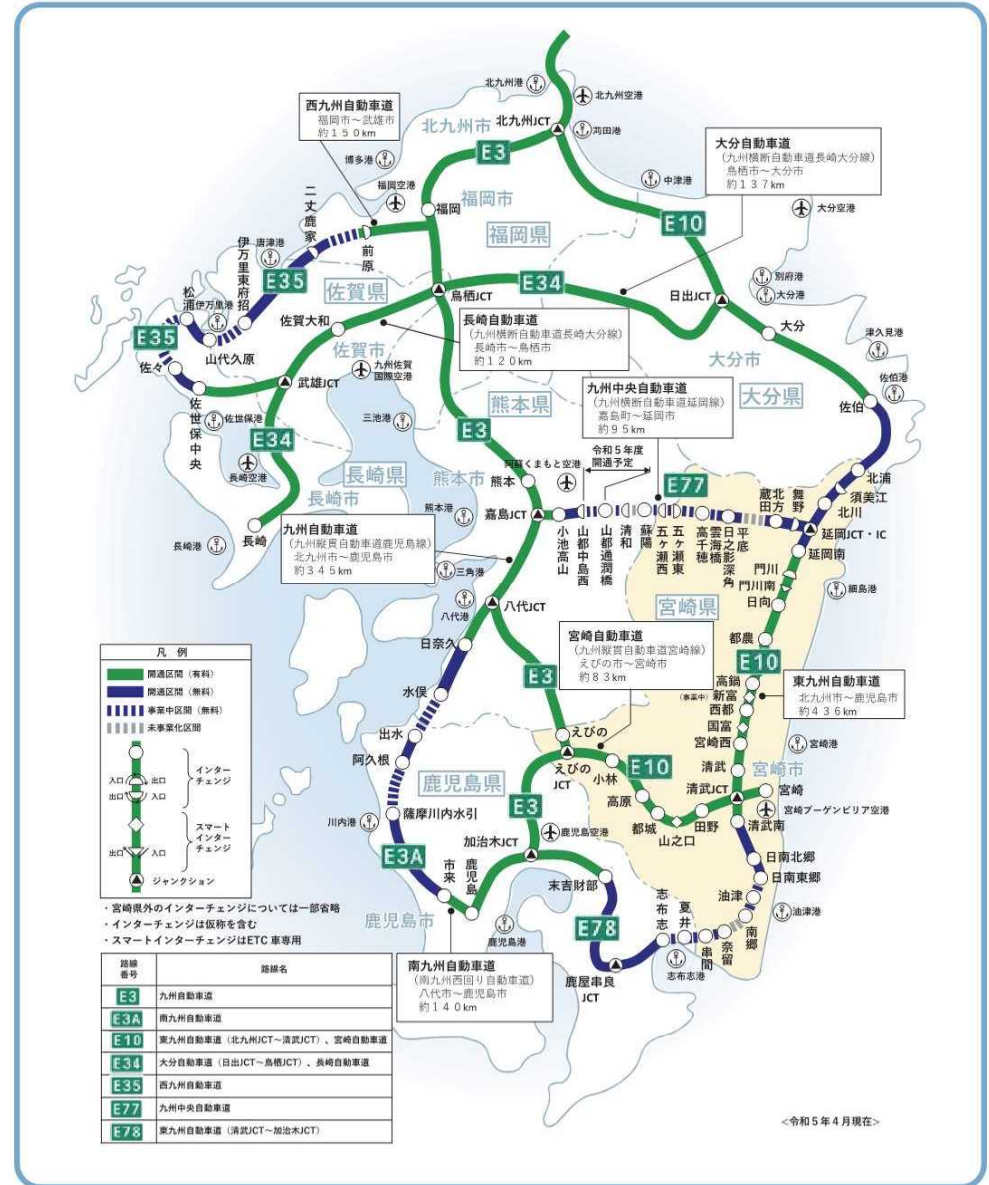 北九州港
北九州空港
西九州自動車道
福岡市～武雄市
約150km
北九州市
北九州JCT
苅田港
E3
大分自動車道
(九州横断自動車道長崎大分線)
鳥栖市～大分市
約137km
博多港
福岡空港
中津港
二丈鹿家
福岡市
福岡
大分空港
E10
唐津港
前原
福岡県
伊万里東府招
E35
佐賀県
鳥栖JCT
E34
別府港
日出JCT
大分港
松浦
伊万里港
佐賀大和
長崎自動車道
(九州横断自動車道長崎大分線)
長崎市～鳥栖市
約120km
大分
津久見港
E35
佐賀市
大分市
山代久原
九州佐賀
国際空港
九州中央自動車道
(九州横断自動車道延岡線)
嘉島町～延岡市
約95km
佐々
武雄JCT
大分県
佐伯港
熊本県
佐伯
佐世保中央
佐世保港
三池港
E3
E34
長崎県
令和5年度
開通予定
長崎空港
熊本市
阿蘇くまもと空港
E77
北浦
長崎市
熊本
蔵田
北方
舞野
須美江
北川
熊本港
嘉島JCT
延岡JCT・IC
長崎
九州自動車道
(九州縦貫自動車道鹿児島線)
北九州市～鹿児島市
約345km
小池高山
山都中島西
山都通潤橋
清和
蘇陽
五ヶ瀬西
五ヶ瀬東
高千穂
雲海橋
日之影深角
平底
延岡南
長崎港
三角港
門川
門川南
細島港
宮崎県
日向
八代港
八代JCT
日奈久
宮崎自動車道
(九州縦貫自動車道宮崎線)
えびの市～宮崎市
約83km
都農
凡例
開通区間(有料)
開通区間(無料)
事業中区間(無料)
未事業化区間
インター
チェンジ
入口
出口
出口
入口
スマート
インター
チェンジ
出口
入口
ジャンクション
E10
E3
高鍋
東九州自動車道
北九州市～鹿児島市
約436km
水俣
(事業中)
新富
西都
えびの
国富
出水
宮崎西
宮崎港
阿久根
えびの
JCT
小林
E10
清武
宮崎市
鹿児島県
高原
清武JCT
宮崎
E3
都城
田野
宮崎ブーゲンビリア空港
川内港
薩摩川内水引
山之口
清武南
加治木JCT
鹿児島空港
E3A
市来
鹿児島
日南北郷
末吉財部
日南東郷
志布志
夏井
油津
油津港
鹿児島市
E78
鹿児島港
南郷
奈留
串間
志布志港
鹿屋串良
JCT
南九州自動車道
(南九州西回り自動車道)
八代市～鹿児島市
約140km
・宮崎県外のインターチェンジについては一部省略
・インターチェンジは仮称を含む
・スマートインターチェンジはETC車専用
路線
番号
路線名
E3 九州自動車道
E3A 南九州自動車道
E10 東九州自動車道(北九州JCT～清武JCT)、宮崎自動車道
E34 大分自動車道(日出JCT～鳥栖JCT)、長崎自動車道
E35 西九州自動車道
E77 九州中央自動車道
E78 東九州自動車道(清武JCT～加治木JCT)
<令和5年4月現在>